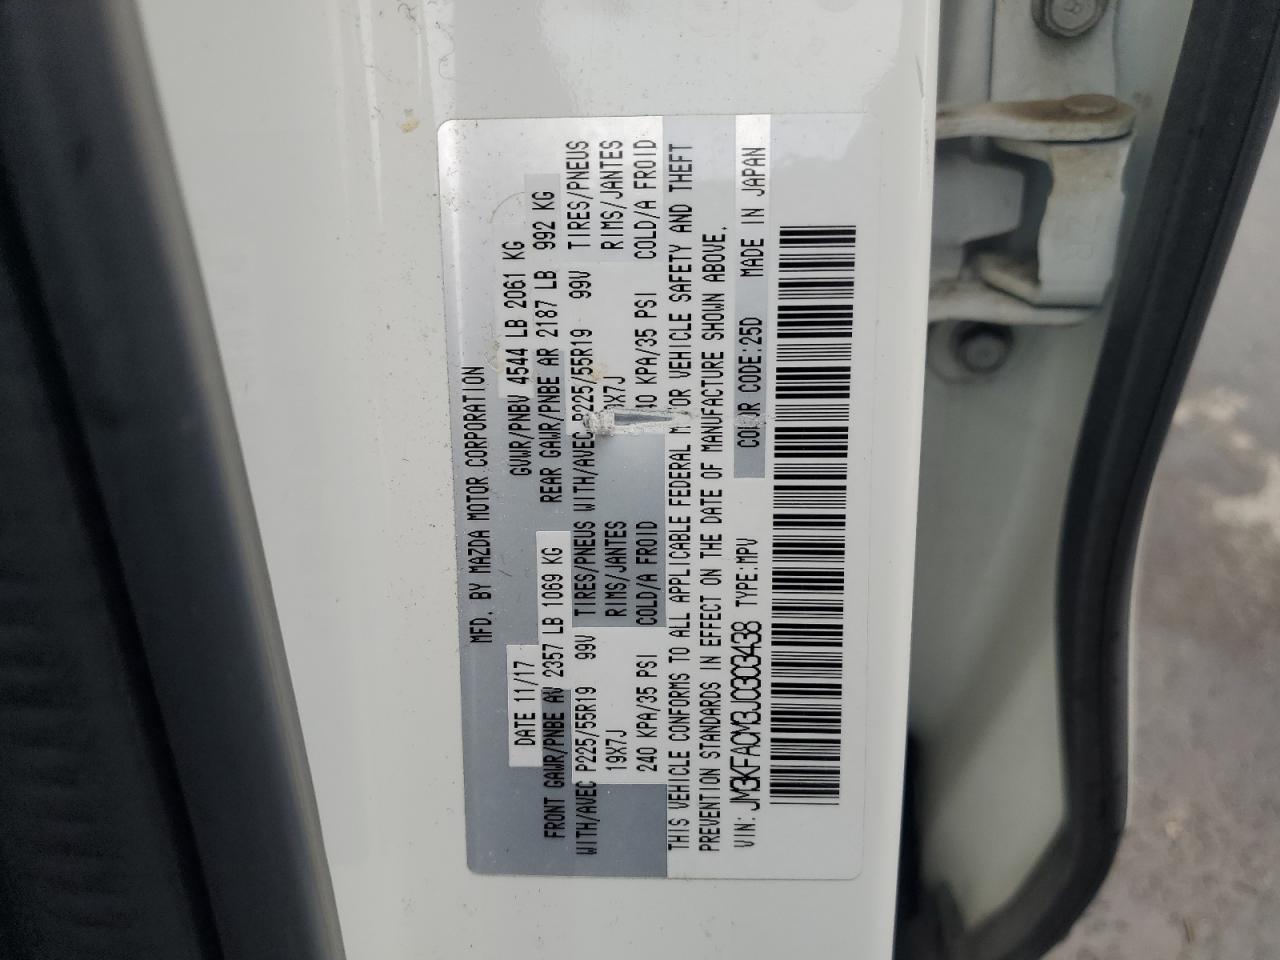 MFD. BY MAZDA MOTOR CORPORATION
DATE 11/17 GVWR/PNBV 4544 LB 2061 KG
FRONT GAWR/PNBE AV 2357 LB 1069 KG REAR GAWR/PNBE AR 2187 LB 992 KG
WITH/AVEC P225/55R19 99V TIRES/PNEUS WITH/AVEC P225/55R19 99V TIRES/PNEUS
19X7J RIMS/JANTES RIMS/JANTES
240 KPA/35 PSI COLD/A FROID KPA/35 PSI COLD/A FROID
THIS VEHICLE CONFORMS TO ALL APPLICABLE FEDERAL VEHICLE SAFETY AND THEFT
PREVENTION STANDARDS IN EFFECT ON THE DATE OF MANUFACTURE SHOWN ABOVE.
VIN: JM3KFACM3J0303438 TYPE:MPV COLOR CODE:25D MADE IN JAPAN